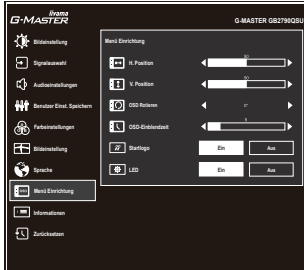 iiyama
G-MASTER
G-MASTER GB2790QSU
Bildeinstellung
Signalauswahl
Audioeinstellungen
Benutzer Einst. Speichern
Farbeinstellungen
Bildeinstellung
Sprache
Menü Einrichtung
Informationen
Zurücksetzen
Menü Einrichtung
H. Position
50
V. Position
50
OSD Rotieren
0°
OSD-Einblendzeit
Startlogo
Ein
Aus
LED
Ein
Aus